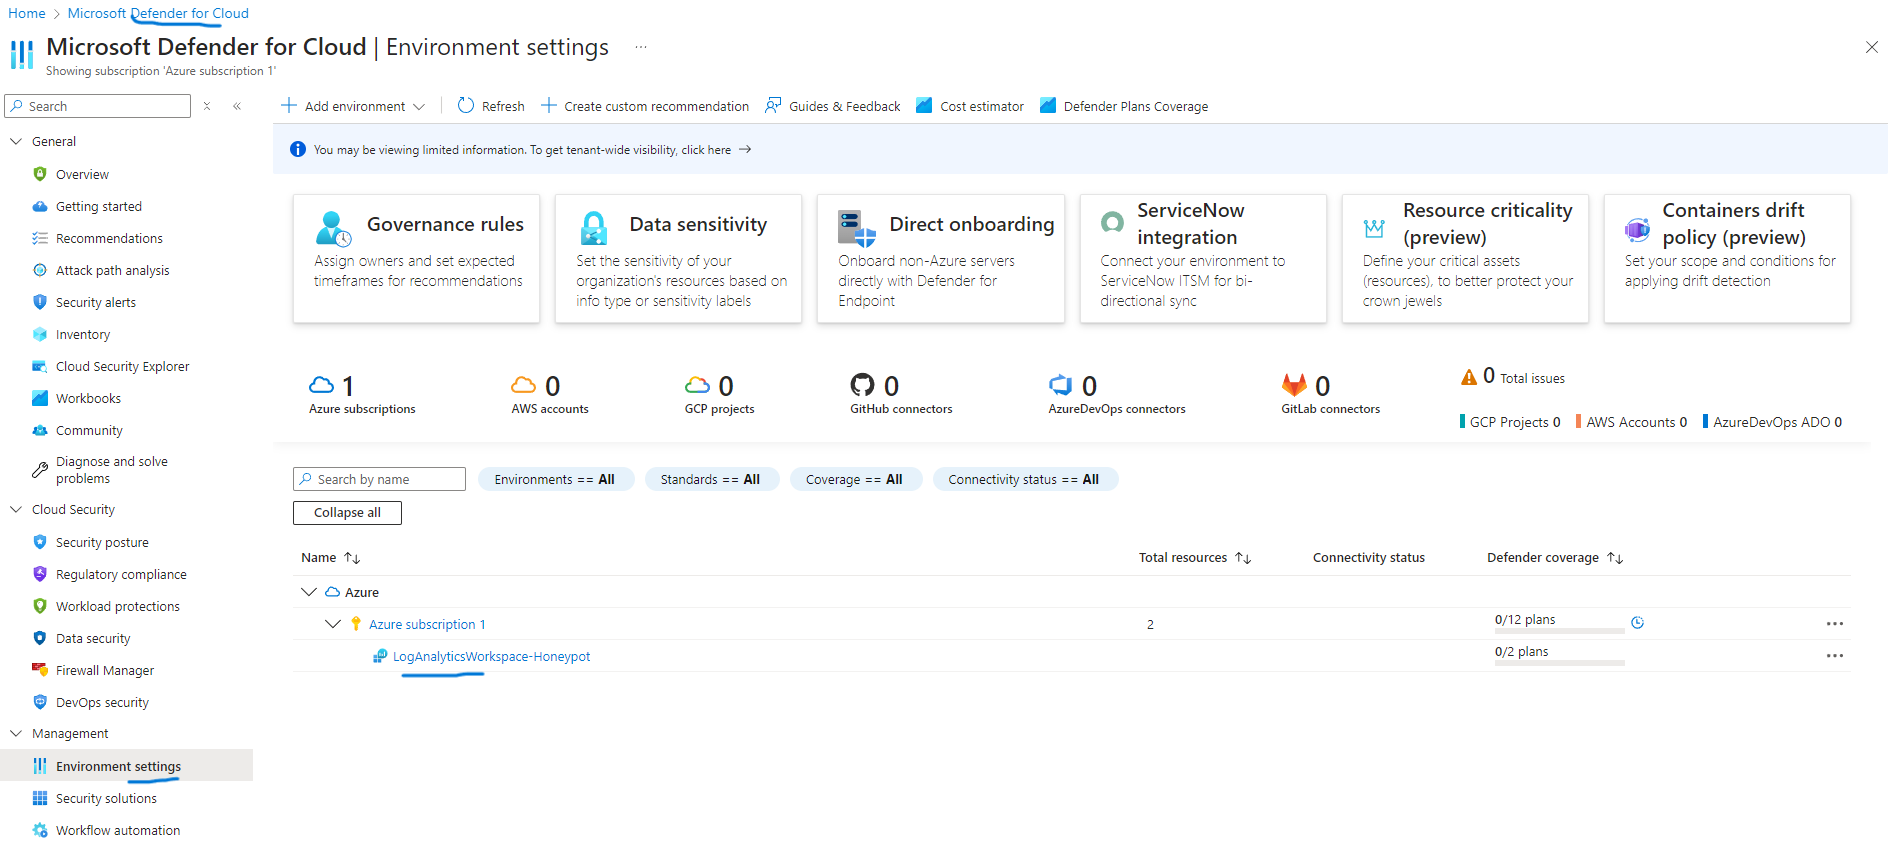 Home > Microsoft Defender for Cloud
Microsoft Defender for Cloud | Environment settings ...
Showing subscription 'Azure subscription 1'
Search
General
Overview
Getting started
Recommendations
Attack path analysis
Security alerts
Inventory
Cloud Security Explorer
Workbooks
Community
Diagnose and solve
problems
Cloud Security
Security posture
Regulatory compliance
Workload protections
Data security
Firewall Manager
DevOps security
Management
Environment settings
Security solutions
Workflow automation
Add environment Refresh Create custom recommendation Guides & Feedback Cost estimator Defender Plans Coverage
You may be viewing limited information. To get tenant-wide visibility, click here →
Governance rules
Assign owners and set expected
timeframes for recommendations
Data sensitivity
Set the sensitivity of your
organization's resources based on
info type or sensitivity labels
Direct onboarding
Onboard non-Azure servers
directly with Defender for
Endpoint
ServiceNow
integration
Connect your environment to
ServiceNow ITSM for bi-
directional sync
Resource criticality
(preview)
Define your critical assets
(resources), to better protect your
crown jewels
Containers drift
policy (preview)
Set your scope and conditions for
applying drift detection
1
Azure subscriptions
0
AWS accounts
0
GCP projects
0
GitHub connectors
0
AzureDevOps connectors
0
GitLab connectors
0 Total issues
GCP Projects 0 AWS Accounts 0 AzureDevOps ADO 0
Search by name Environments == All Standards == All Coverage == All Connectivity status == All
Collapse all
Name Total resources Connectivity status Defender coverage
Azure
Azure subscription 1 2 0/12 plans ...
LogAnalyticsWorkspace-Honeypot 0/2 plans ...